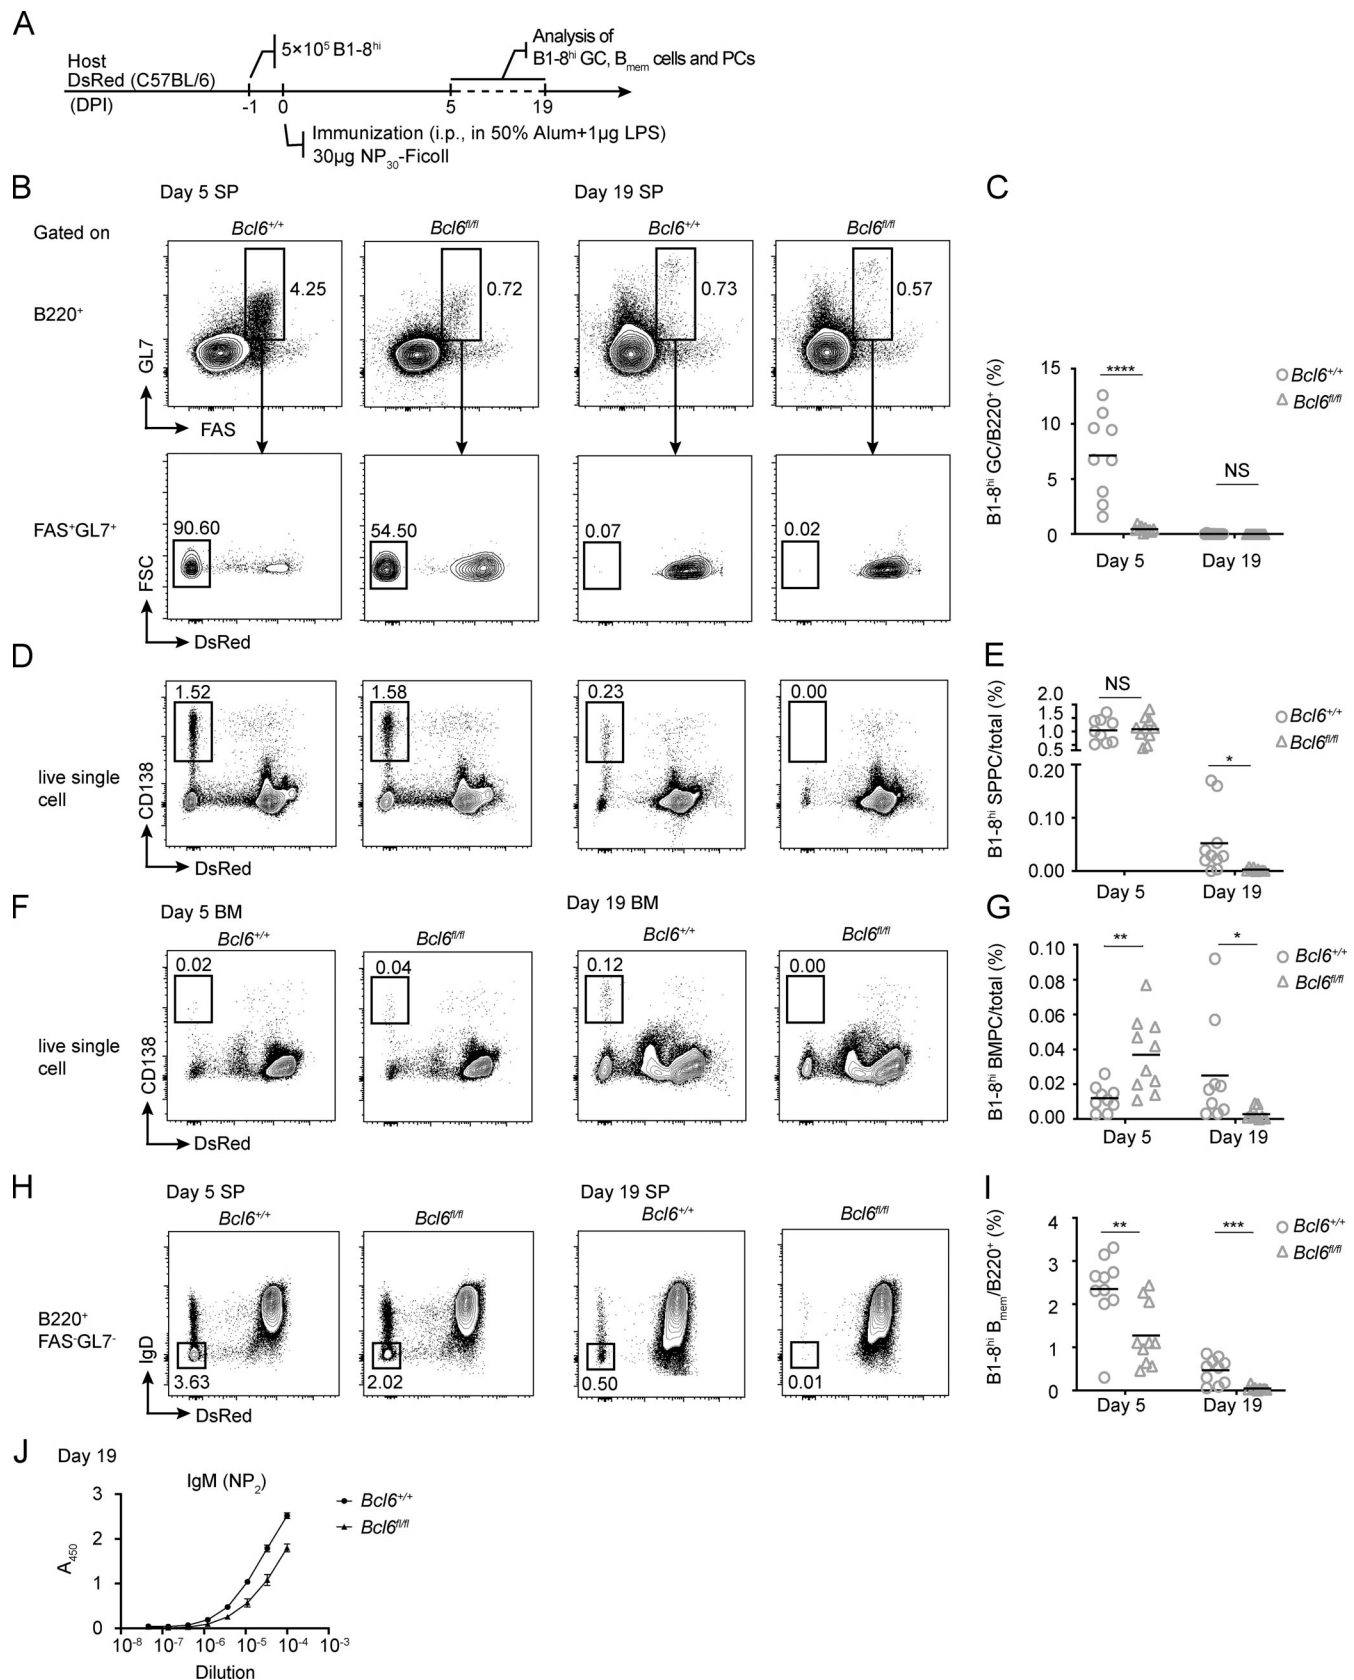 A
Host
DsRed (C57BL/6)
(DPI)
5×10⁵ B1-8ʰⁱ
Analysis of
B1-8ʰⁱ GC, Bₘₑₘ cells and PCs
-1 0 5 19
Immunization (i.p., in 50% Alum+1µg LPS)
30µg NP₃₀-Ficoll
B
Day 5 SP Day 19 SP
Gated on
Bcl6⁺/⁺ Bcl6ᶠˡ/ᶠˡ Bcl6⁺/⁺ Bcl6ᶠˡ/ᶠˡ
B220⁺
4.25 0.72 0.73 0.57
GL7
FAS
FAS⁺GL7⁺
90.60 54.50 0.07 0.02
FSC
DsRed
C
B1-8ʰⁱ GC/B220⁺ (%)
15
10
5
0
**** NS
Bcl6⁺/⁺
Bcl6ᶠˡ/ᶠˡ
Day 5 Day 19
D
live single
cell
1.52 1.58 0.23 0.00
CD138
DsRed
E
B1-8ʰⁱ SPPC/total (%)
2.0
1.5
1.0
0.5
0.20
0.10
0.00
NS *
Bcl6⁺/⁺
Bcl6ᶠˡ/ᶠˡ
Day 5 Day 19
F
Day 5 BM Day 19 BM
Bcl6⁺/⁺ Bcl6ᶠˡ/ᶠˡ Bcl6⁺/⁺ Bcl6ᶠˡ/ᶠˡ
live single
cell
0.02 0.04 0.12 0.00
CD138
DsRed
G
B1-8ʰⁱ BMPC/total (%)
0.10
0.08
0.06
0.04
0.02
0.00
** *
Bcl6⁺/⁺
Bcl6ᶠˡ/ᶠˡ
Day 5 Day 19
H
Day 5 SP Day 19 SP
Bcl6⁺/⁺ Bcl6ᶠˡ/ᶠˡ Bcl6⁺/⁺ Bcl6ᶠˡ/ᶠˡ
B220⁺
FAS⁻GL7⁻
3.63 2.02 0.50 0.01
IgD
DsRed
I
B1-8ʰⁱ Bₘₑₘ/B220⁺ (%)
4
3
2
1
0
** ***
Bcl6⁺/⁺
Bcl6ᶠˡ/ᶠˡ
Day 5 Day 19
J
Day 19
IgM (NP₂)
A₄₅₀
3
2
1
0
Bcl6⁺/⁺
Bcl6ᶠˡ/ᶠˡ
10⁻⁸ 10⁻⁷ 10⁻⁶ 10⁻⁵ 10⁻⁴ 10⁻³
Dilution